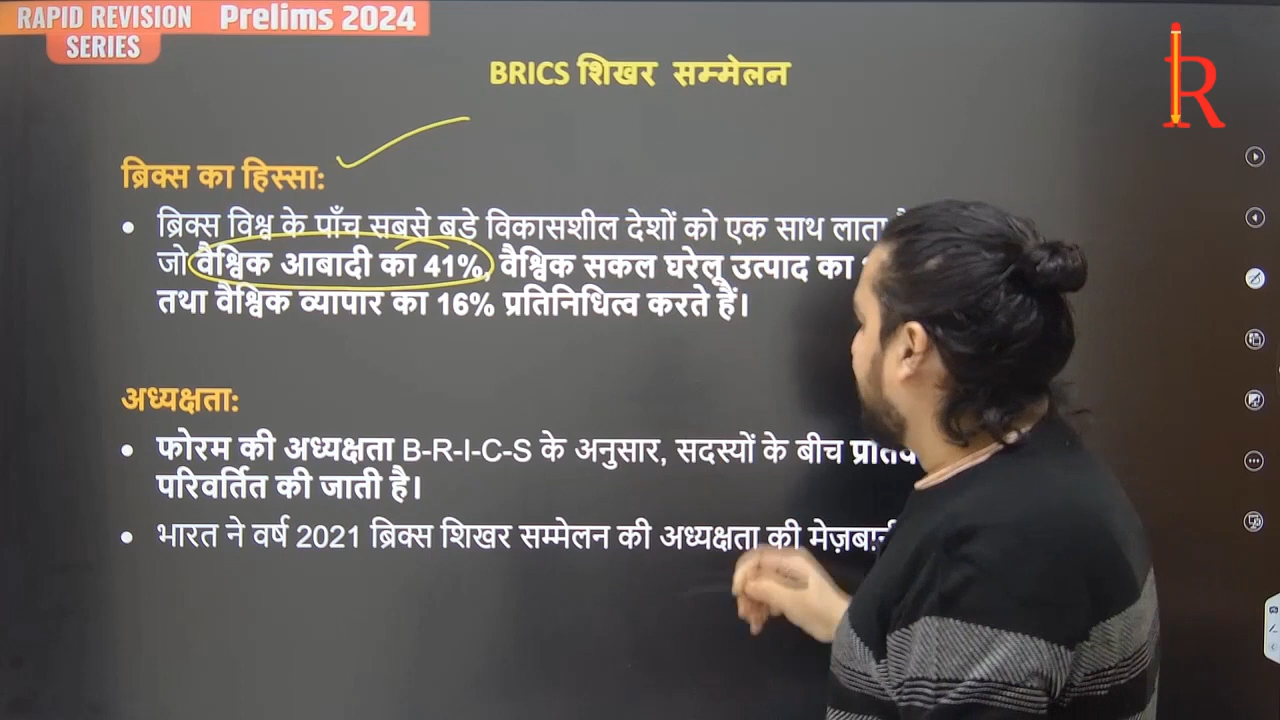 RAPID REVISION
SERIES
Prelims 2024
BRICS शिखर सम्मेलन
R
ब्रिक्स का हिस्सा:
ब्रिक्स विश्व के पाँच सबसे बड़े विकासशील देशों को एक साथ लाता
जो वैश्विक आबादी का 41%, वैश्विक सकल घरेलू उत्पाद का
तथा वैश्विक व्यापार का 16% प्रतिनिधित्व करते हैं।
अध्यक्षता:
फोरम की अध्यक्षता B-R-I-C-S के अनुसार, सदस्यों के बीच
परिवर्तित की जाती है।
भारत ने वर्ष 2021 ब्रिक्स शिखर सम्मेलन की अध्यक्षता की